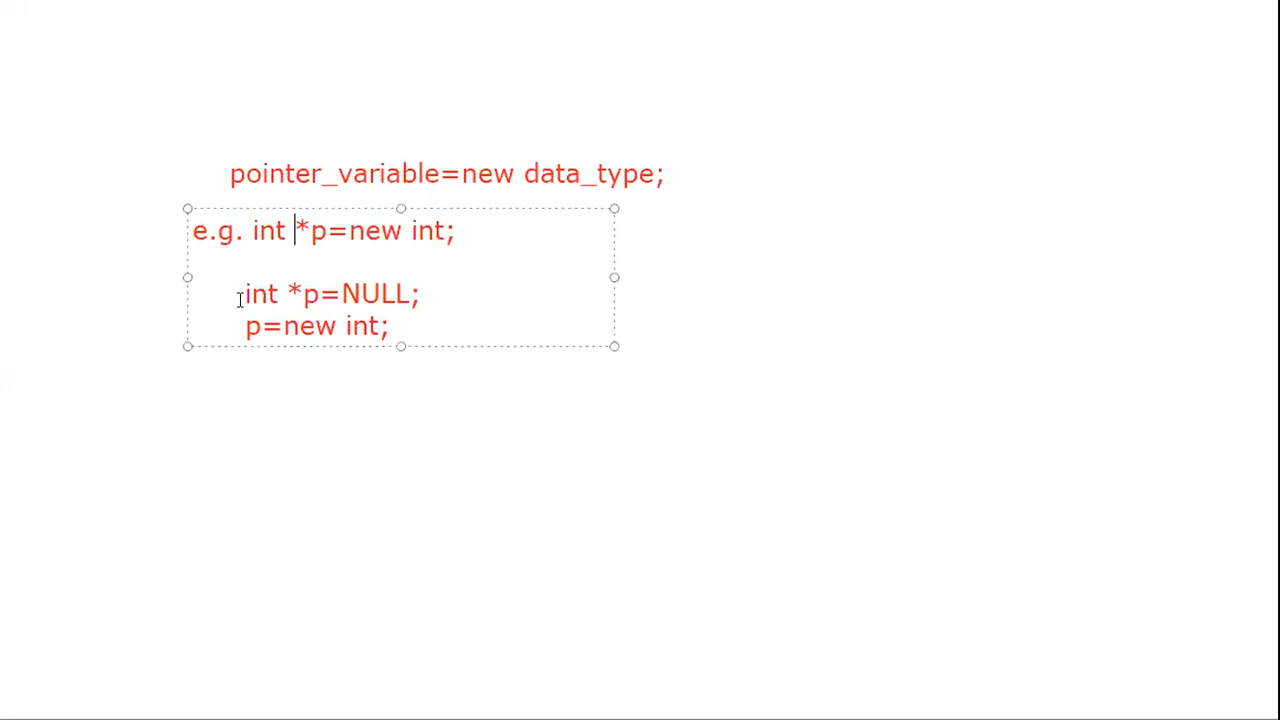 pointer_variable=new data_type;
e.g. int *p=new int;
int *p=NULL;
p=new int;